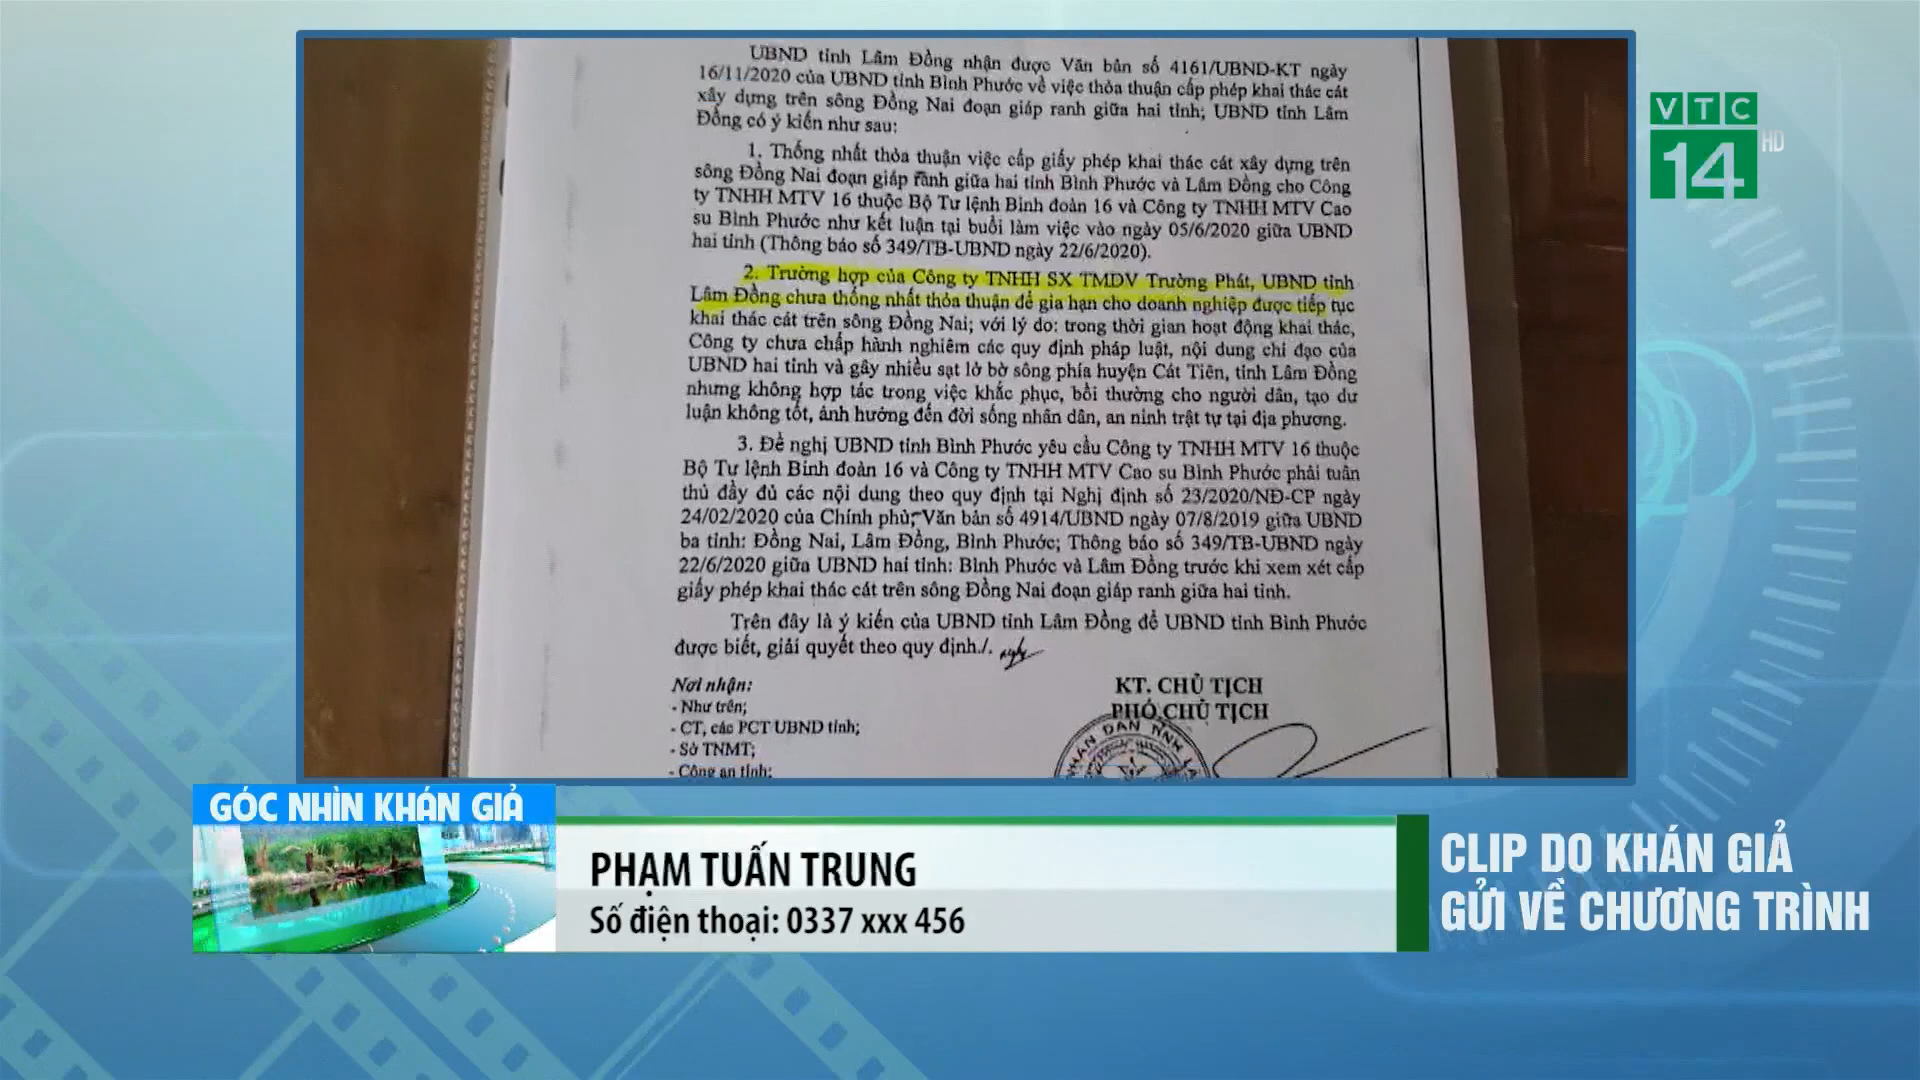 UBND tỉnh Lâm Đồng nhận được Văn bản số 4161/UBND-KT ngày
16/11/2020 của UBND tỉnh Bình Phước về việc thỏa thuận cấp phép khai thác cát
xây dựng trên sông Đồng Nai đoạn giáp ranh giữa hai tỉnh; UBND tỉnh Lâm
Đồng có ý kiến như sau:
1. Thống nhất thỏa thuận việc cấp giấy phép khai thác cát xây dựng trên
sông Đồng Nai đoạn giáp ranh giữa hai tỉnh Bình Phước và Lâm Đồng cho Công
ty TNHH MTV 16 thuộc Bộ Tư lệnh Binh đoàn 16 và Công ty TNHH MTV Cao
su Bình Phước như kết luận tại buổi làm việc vào ngày 05/6/2020 giữa UBND
hai tỉnh (Thông báo số 349/TB-UBND ngày 22/6/2020).
2. Trường hợp của Công ty TNHH SX TMDV Trường Phát, UBND tỉnh
Lâm Đồng chưa thống nhất thỏa thuận để gia hạn cho doanh nghiệp được tiếp tục
khai thác cát trên sông Đồng Nai; với lý do: trong thời gian hoạt động khai thác,
Công ty chưa chấp hành nghiêm các quy định pháp luật, nội dung chỉ đạo của
UBND hai tỉnh và gây nhiều sạt lở bờ sông phía huyện Cát Tiên, tỉnh Lâm Đồng
nhưng không hợp tác trong việc khắc phục, bồi thường cho người dân, tạo dư
luận không tốt, ảnh hưởng đến đời sống nhân dân, an ninh trật tự tại địa phương.
3. Đề nghị UBND tỉnh Bình Phước yêu cầu Công ty TNHH MTV 16 thuộc
Bộ Tư lệnh Binh đoàn 16 và Công ty TNHH MTV Cao su Bình Phước phải tuân
thủ đầy đủ các nội dung theo quy định tại Nghị định số 23/2020/NĐ-CP ngày
24/02/2020 của Chính phủ; Văn bản số 4914/UBND ngày 07/8/2019 giữa UBND
ba tỉnh: Đồng Nai, Lâm Đồng, Bình Phước; Thông báo số 349/TB-UBND ngày
22/6/2020 giữa UBND hai tỉnh: Bình Phước và Lâm Đồng trước khi xem xét cấp
giấy phép khai thác cát trên sông Đồng Nai đoạn giáp ranh giữa hai tỉnh.
Trên đây là ý kiến của UBND tỉnh Lâm Đồng để UBND tỉnh Bình Phước
được biết, giải quyết theo quy định./.
Nơi nhận:
- Như trên;
- CT, các PCT UBND tỉnh;
- Sở TNMT;
- Công an tỉnh;
KT. CHỦ TỊCH
PHÓ CHỦ TỊCH
VTC
14 HD
GÓC NHÌN KHÁN GIẢ
PHẠM TUẤN TRUNG
Số điện thoại: 0337 xxx 456
CLIP DO KHÁN GIẢ
GỬI VỀ CHƯƠNG TRÌNH